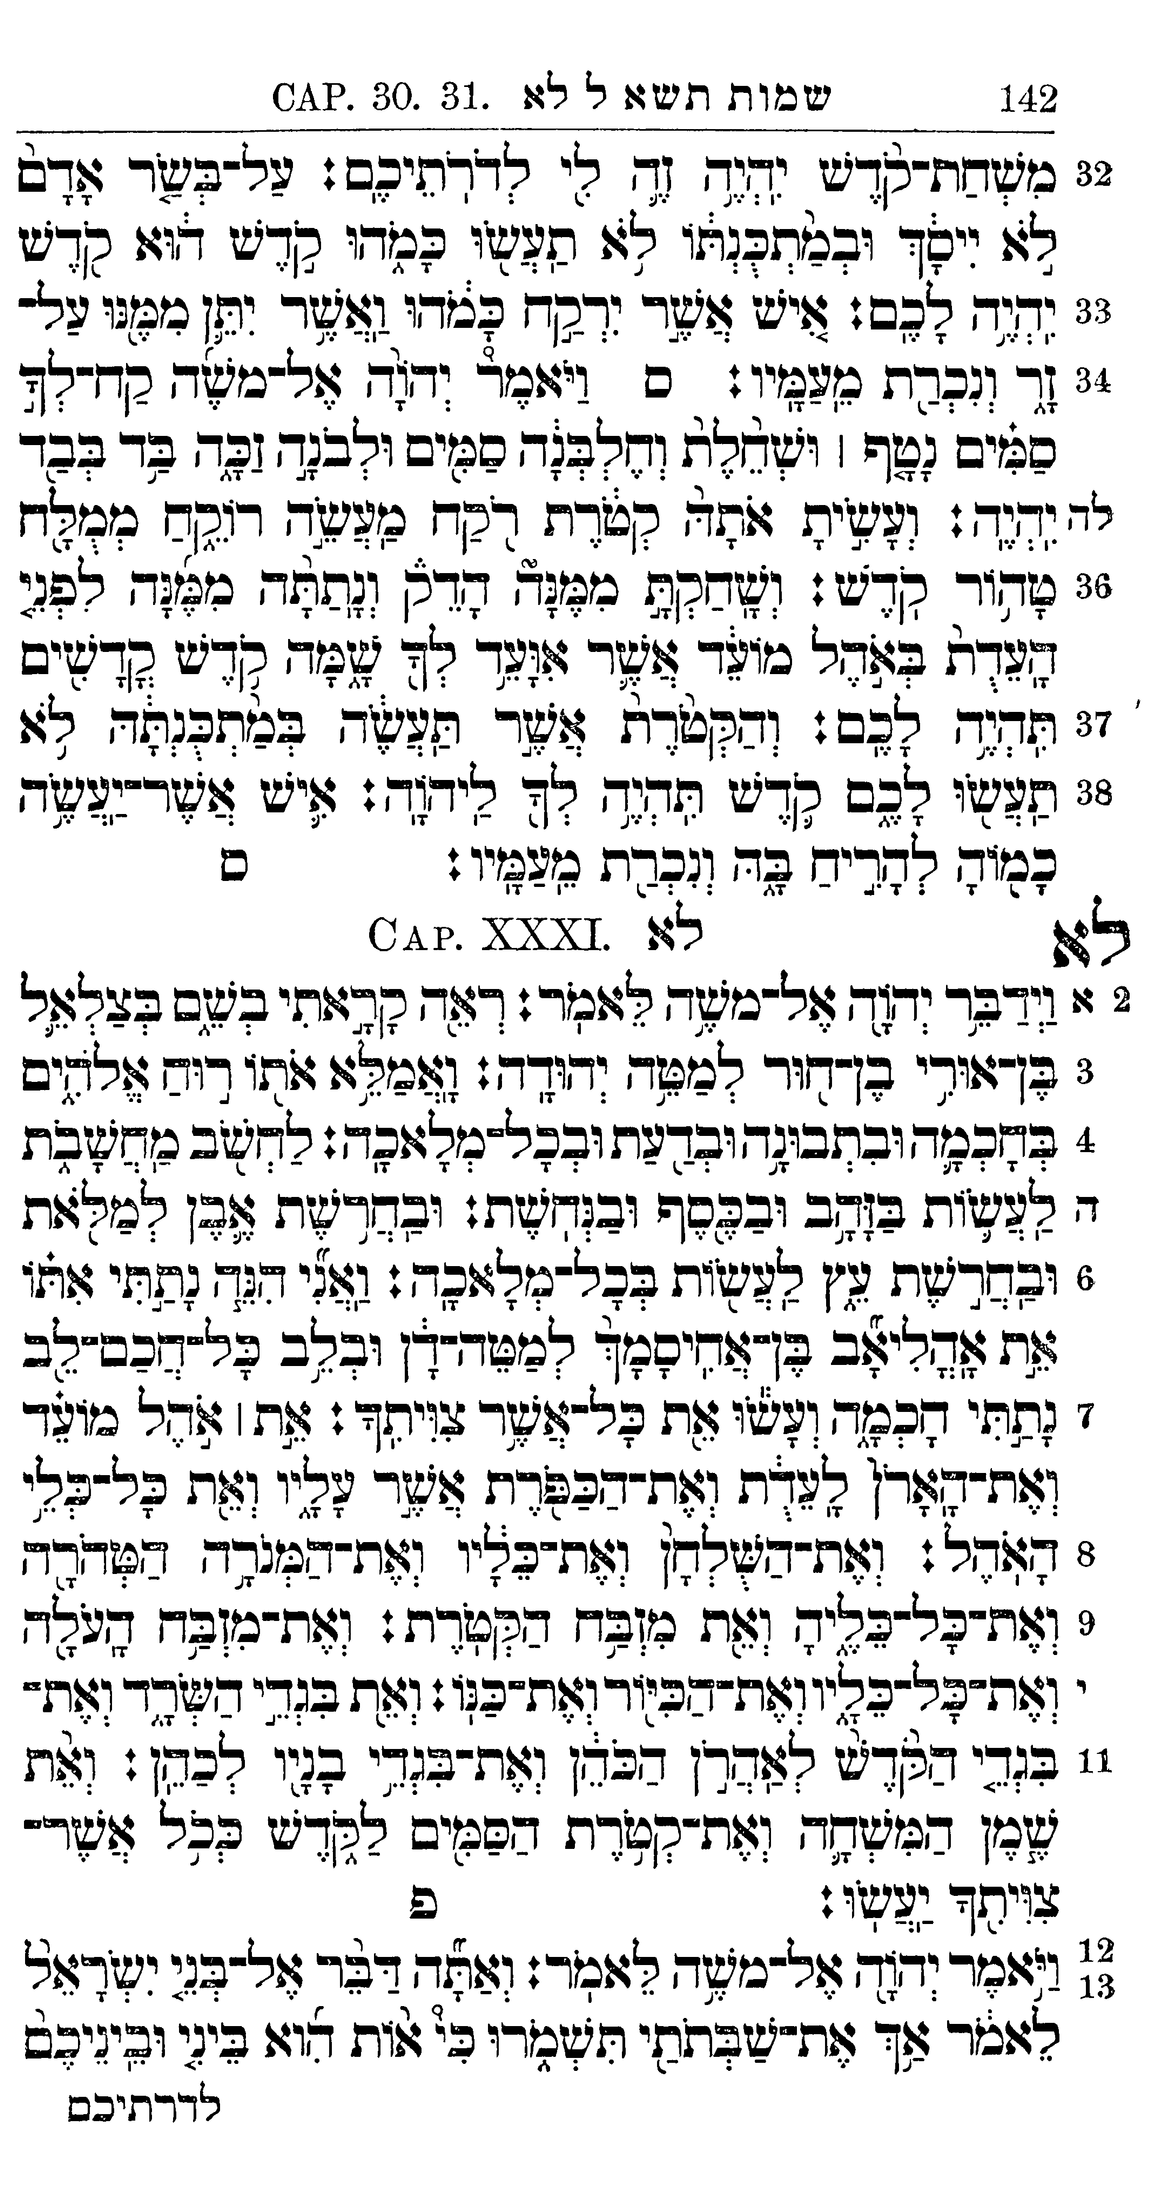 CAP. 30. 31. שמות תשא ל לא 142
32 מִשְׁחַת־קֹ֨דֶשׁ יִהְיֶ֥ה זֶ֛ה לִ֖י לְדֹרֹֽתֵיכֶֽם׃ עַל־בְּשַׂ֤ר אָדָם֙
לֹ֣א יִיסָ֔ךְ וּבְמַ֨תְכֻּנְתּ֔וֹ לֹ֥א תַֽעֲשׂ֖וּ כָּמֹ֑הוּ קֹ֣דֶשׁ ה֔וּא קֹ֖דֶשׁ
33 יִֽהְיֶ֥ה לָכֶֽם׃ אִ֚ישׁ אֲשֶׁ֣ר יִרְקַ֣ח כָּמֹ֔הוּ וַֽאֲשֶׁ֥ר יִתֵּ֛ן מִמֶּ֖נּוּ עַל־
34 זָ֑ר וְנִכְרַ֖ת מֵֽעַמָּֽיו׃ ס וַיֹּאמֶר֩ יְהוָֹ֨ה אֶל־מֹשֶׁ֜ה קַח־לְךָ֣
סַמִּ֗ים נָטָ֤ף ׀ וּשְׁחֵ֨לֶת֙ וְחֶלְבְּנָ֔ה סַמִּ֖ים וּלְבֹנָ֣ה זַכָּ֑ה בַּ֥ד בְּבַ֖ד
לה יִֽהְיֶֽה׃ וְעָשִׂ֤יתָ אֹתָהּ֙ קְטֹ֔רֶת רֹ֖קַח מַֽעֲשֵׂ֣ה רוֹקֵ֑חַ מְמֻלָּ֖ח
36 טָה֥וֹר קֹֽדֶשׁ׃ וְשָֽׁחַקְתָּ֣ מִמֶּנָּה֮ הָדֵק֒ וְנָֽתַתָּ֨ה מִמֶּ֜נָּה לִפְנֵ֤י
הָֽעֵדֻת֙ בְּאֹ֣הֶל מוֹעֵ֔ד אֲשֶׁ֛ר אִוָּעֵ֥ד לְךָ֖ שָׁ֑מָּה קֹ֥דֶשׁ קָֽדָשִׁ֖ים
37 תִּֽהְיֶ֥ה לָכֶֽם׃ וְהַקְּטֹ֨רֶת֙ אֲשֶׁ֣ר תַּֽעֲשֶׂ֔ה בְּמַ֨תְכֻּנְתָּ֔הּ לֹ֥א
38 תַֽעֲשׂ֖וּ לָכֶ֑ם קֹ֛דֶשׁ תִּֽהְיֶ֥ה לְךָ֖ לַֽיהוָֹֽה׃ אִ֛ישׁ אֲשֶׁר־יַֽעֲשֶׂ֥ה
כָמ֖וֹהָ לְהָרִ֣יחַ בָּ֑הּ וְנִכְרַ֖ת מֵֽעַמָּֽיו׃ ס
CAP. XXXI. לא לא
2 א וַיְדַבֵּ֥ר יְהוָֹ֖ה אֶל־מֹשֶׁ֥ה לֵּאמֹֽר׃ רְאֵ֖ה קָרָ֣אתִי בְשֵׁ֑ם בְּצַלְאֵ֛ל
3 בֶּן־אוּרִ֥י בֶן־ח֖וּר לְמַטֵּ֥ה יְהוּדָֽה׃ וָֽאֲמַלֵּ֥א אֹת֖וֹ ר֣וּחַ אֱלֹהִ֑ים
4 בְּחָכְמָ֛ה וּבִתְבוּנָ֥ה וּבְדַ֖עַת וּבְכָל־מְלָאכָֽה׃ לַחְשֹׁ֖ב מַֽחֲשָׁבֹ֑ת
ה לַֽעֲשׂ֛וֹת בַּזָּהָ֥ב וּבַכֶּ֖סֶף וּבַנְּחֹֽשֶׁת׃ וּבַֽחֲרֹ֥שֶׁת אֶ֛בֶן לְמַלֹּ֖את
6 וּבַֽחֲרֹ֣שֶׁת עֵ֑ץ לַֽעֲשׂ֖וֹת בְּכָל־מְלָאכָֽה׃ וַֽאֲנִ֞י הִנֵּ֧ה נָתַ֣תִּי אִתּ֗וֹ
אֵ֣ת אָֽהֳלִיאָ֞ב בֶּן־אֲחִֽיסָמָךְ֙ לְמַטֵּה־דָ֔ן וּבְלֵ֥ב כָּל־חֲכַם־לֵ֖ב
7 נָתַ֣תִּי חָכְמָ֑ה וְעָשׂ֕וּ אֵ֖ת כָּל־אֲשֶׁ֥ר צִוִּיתִֽךָ׃ אֵ֣ת ׀ אֹ֣הֶל מוֹעֵ֗ד
וְאֶת־הָֽאָרֹן֙ לָֽעֵדֻ֔ת וְאֶת־הַכַּפֹּ֖רֶת אֲשֶׁ֣ר עָלָ֑יו וְאֵ֖ת כָּל־כְּלֵ֥י
8 הָאֹֽהֶל׃ וְאֶת־הַשֻּׁלְחָן֙ וְאֶת־כֵּלָ֔יו וְאֶת־הַמְּנֹרָ֥ה הַטְּהֹרָ֖ה
9 וְאֶת־כָּל־כֵּלֶ֑יהָ וְאֵ֖ת מִזְבַּ֥ח הַקְּטֹֽרֶת׃ וְאֶת־מִזְבַּ֥ח הָֽעֹלָ֖ה
י וְאֶת־כָּל־כֵּלָ֑יו וְאֶת־הַכִּיּ֖וֹר וְאֶת־כַּנּֽוֹ׃ וְאֵ֖ת בִּגְדֵ֣י הַשְּׂרָ֑ד וְאֶת־
11 בִּגְדֵ֤י הַקֹּ֨דֶשׁ֙ לְאַֽהֲרֹ֣ן הַכֹּהֵ֔ן וְאֶת־בִּגְדֵ֥י בָנָ֖יו לְכַהֵֽן׃ וְאֵ֨ת
שֶׁ֧מֶן הַמִּשְׁחָ֛ה וְאֶת־קְטֹ֥רֶת הַסַּמִּ֖ים לַקֹּ֑דֶשׁ כְּכֹ֥ל אֲשֶׁר־
צִוִּיתִ֖ךָ יַֽעֲשֽׂוּ׃ פ
12 13 וַיֹּ֥אמֶר יְהוָֹ֖ה אֶל־מֹשֶׁ֥ה לֵּאמֹֽר׃ וְאַתָּ֞ה דַּבֵּ֨ר אֶל־בְּנֵ֤י יִשְׂרָאֵל֙
לֵאמֹ֔ר אַ֥ךְ אֶת־שַׁבְּתֹתַ֖י תִּשְׁמֹ֑רוּ כִּי֩ א֨וֹת הִ֜וא בֵּינִ֤י וּבֵֽינֵיכֶם֙
לדרתיכם